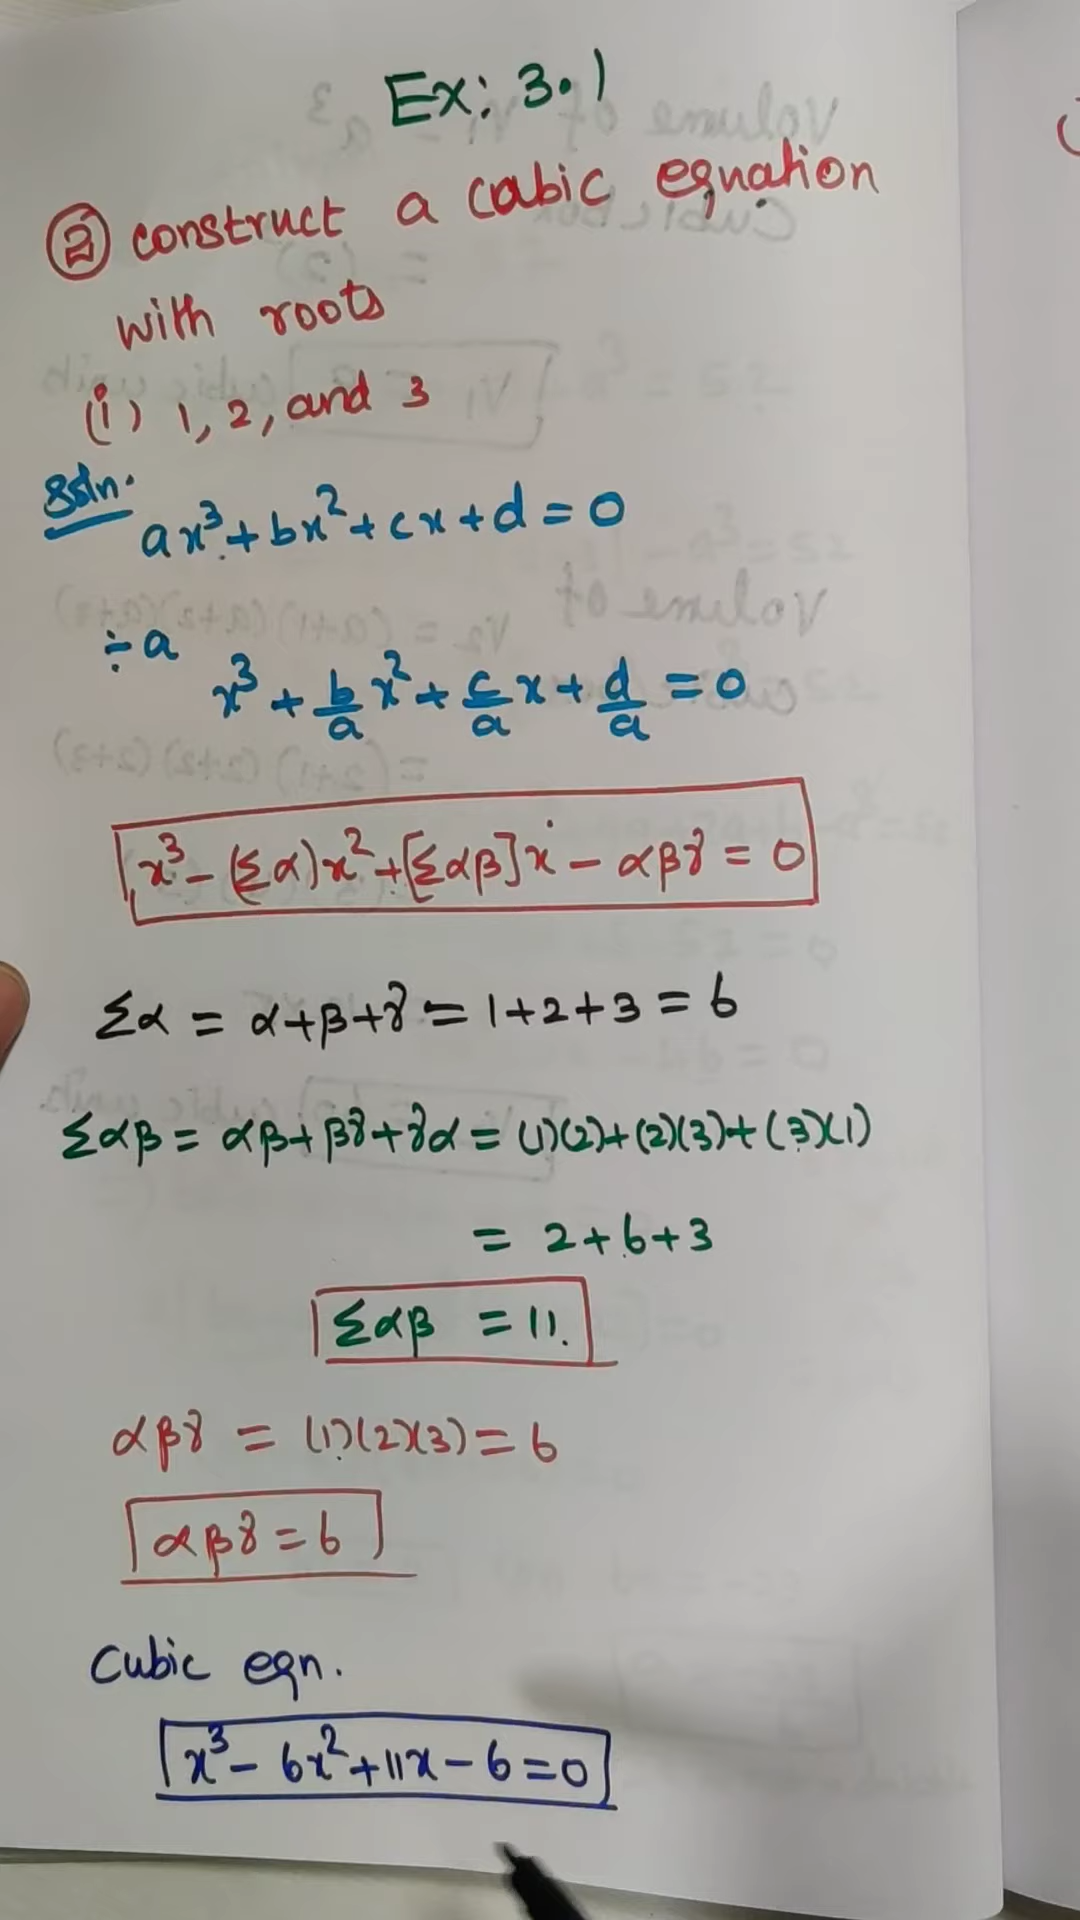 Ex: 3.1
② construct a cubic equation
with roots
(i) 1, 2, and 3
Soln.
ax³ + bx² + cx + d = 0
÷ a
x³ + b/a x² + c/a x + d/a = 0
x³ - (Σα)x² + [Σαβ]x - αβγ = 0
Σα = α+β+γ = 1+2+3 = 6
Σαβ = αβ+βγ+γα = (1)(2)+(2)(3)+(3)(1)
= 2+6+3
Σαβ = 11.
αβγ = (1)(2)(3) = 6
αβγ = 6
Cubic eqn.
x³ - 6x² + 11x - 6 = 0